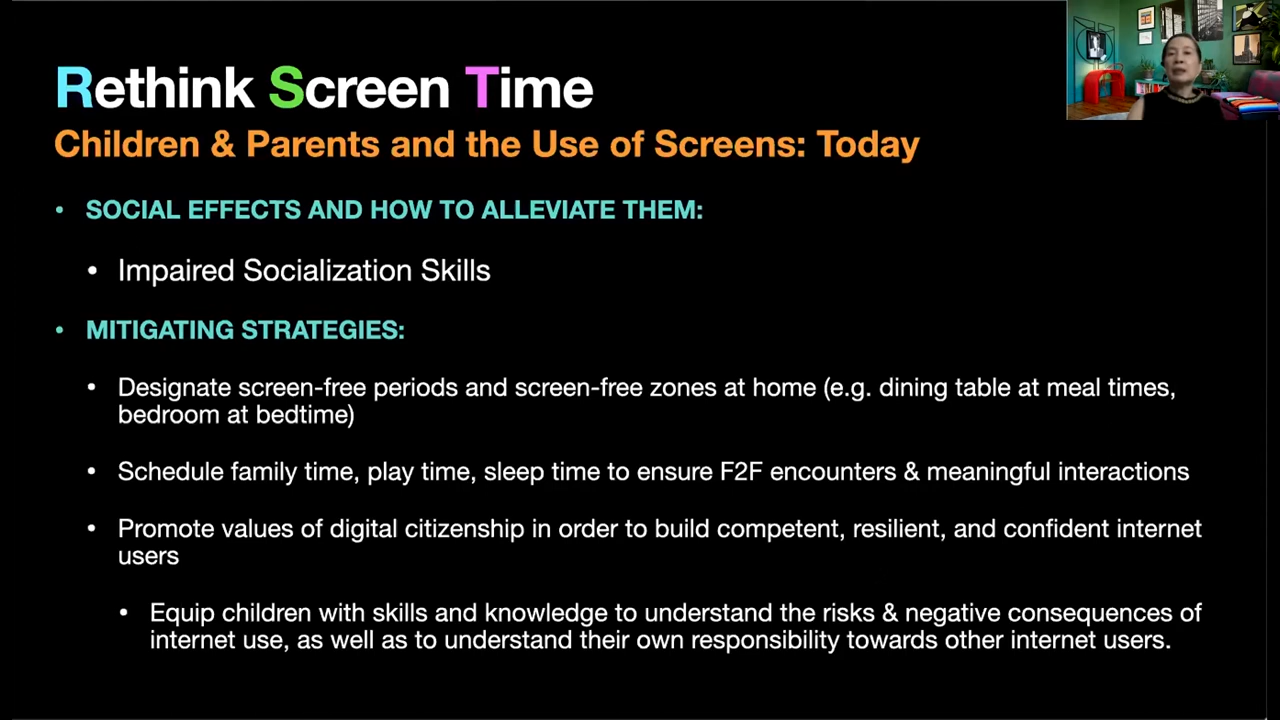 Rethink Screen Time
Children & Parents and the Use of Screens: Today
• SOCIAL EFFECTS AND HOW TO ALLEVIATE THEM:
• Impaired Socialization Skills
• MITIGATING STRATEGIES:
• Designate screen-free periods and screen-free zones at home (e.g. dining table at meal times,
bedroom at bedtime)
• Schedule family time, play time, sleep time to ensure F2F encounters & meaningful interactions
• Promote values of digital citizenship in order to build competent, resilient, and confident internet
users
• Equip children with skills and knowledge to understand the risks & negative consequences of
internet use, as well as to understand their own responsibility towards other internet users.